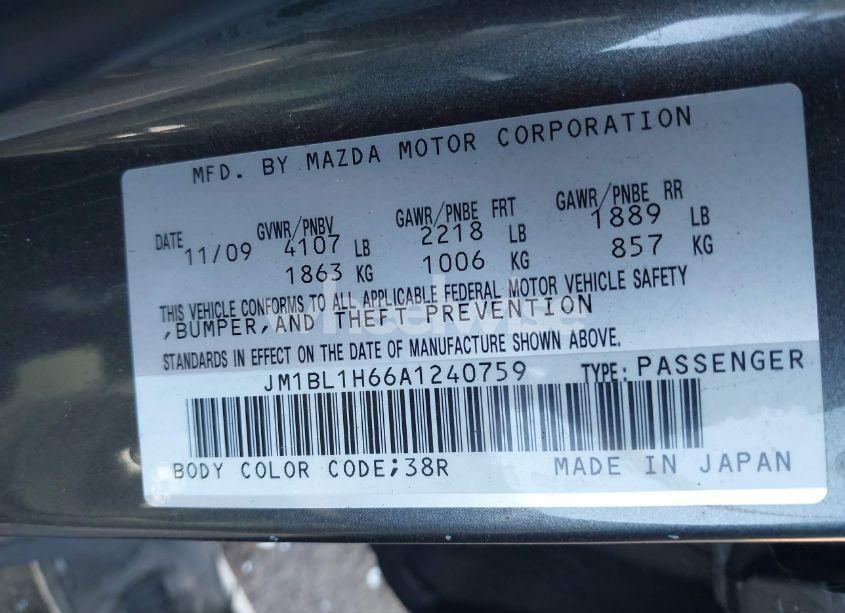 MFD. BY MAZDA MOTOR CORPORATION
DATE GVWR/PNBV GAWR/PNBE FRT GAWR/PNBE RR
11/09 4107 LB 2218 LB 1889 LB
1863 KG 1006 KG 857 KG
THIS VEHICLE CONFORMS TO ALL APPLICABLE FEDERAL MOTOR VEHICLE SAFETY
,BUMPER,AND THEFT PREVENTION
STANDARDS IN EFFECT ON THE DATE OF MANUFACTURE SHOWN ABOVE.
JM1BL1H66A1240759 TYPE: PASSENGER
BODY COLOR CODE;38R MADE IN JAPAN